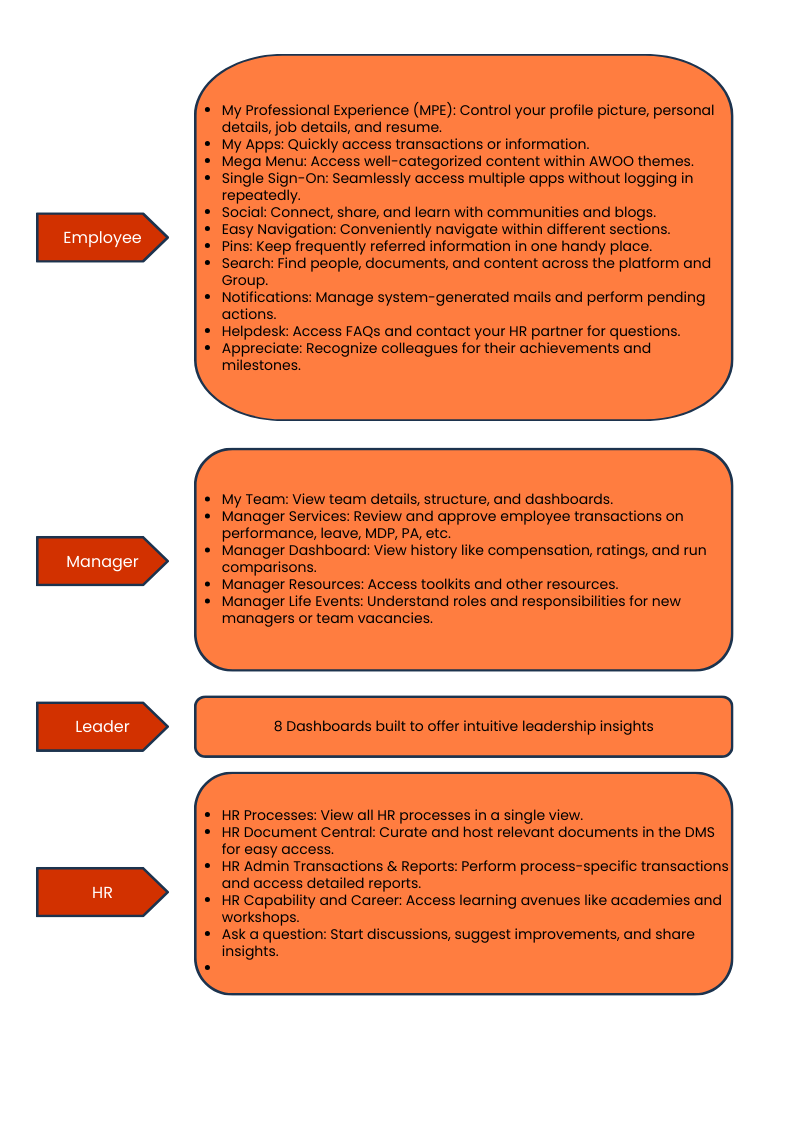 • My Professional Experience (MPE): Control your profile picture, personal
details, job details, and resume.
• My Apps: Quickly access transactions or information.
• Mega Menu: Access well-categorized content within AWOO themes.
• Single Sign-On: Seamlessly access multiple apps without logging in
repeatedly.
• Social: Connect, share, and learn with communities and blogs.
Employee
• Easy Navigation: Conveniently navigate within different sections.
• Pins: Keep frequently referred information in one handy place.
• Search: Find people, documents, and content across the platform and
Group.
• Notifications: Manage system-generated mails and perform pending
actions.
• Helpdesk: Access FAQs and contact your HR partner for questions.
• Appreciate: Recognize colleagues for their achievements and
milestones.
• My Team: View team details, structure, and dashboards.
• Manager Services: Review and approve employee transactions on
performance, leave, MDP, PA, etc.
Manager
• Manager Dashboard: View history like compensation, ratings, and run
comparisons.
• Manager Resources: Access toolkits and other resources.
• Manager Life Events: Understand roles and responsibilities for new
managers or team vacancies.
Leader
8 Dashboards built to offer intuitive leadership insights
• HR Processes: View all HR processes in a single view.
• HR Document Central: Curate and host relevant documents in the DMS
for easy access.
• HR Admin Transactions & Reports: Perform process-specific transactions
and access detailed reports.
HR
• HR Capability and Career: Access learning avenues like academies and
workshops.
• Ask a question: Start discussions, suggest improvements, and share
insights.
•